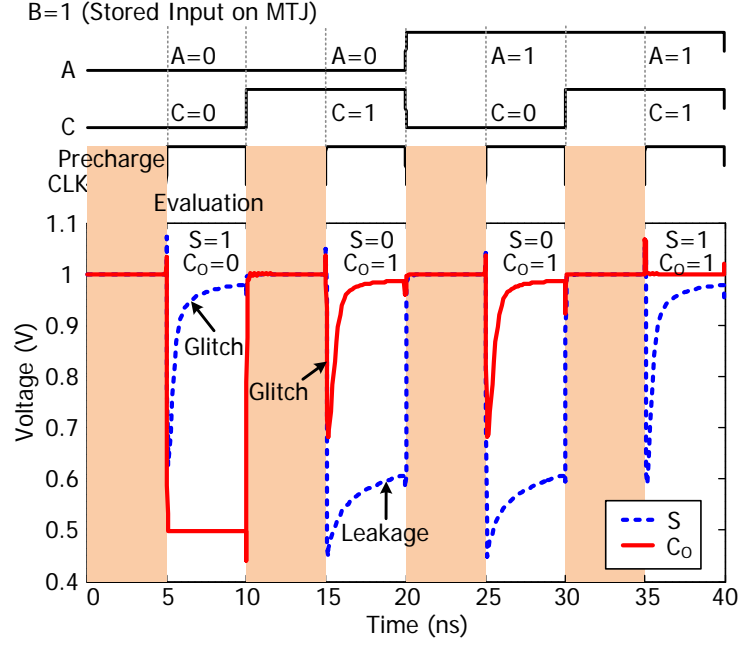 B=1 (Stored Input on MTJ)
A=0 A=0 A=1 A=1
A
C=0 C=1 C=0 C=1
C
Precharge
CLK
Evaluation
1.1
S=1 S=0 S=0 S=1
Cₒ=0 Cₒ=1 Cₒ=1 Cₒ=1
1
0.9
0.8
0.7
0.6
0.5
0.4
Voltage (V)
Glitch
Glitch
Leakage
S
Cₒ
0 5 10 15 20 25 30 35 40
Time (ns)